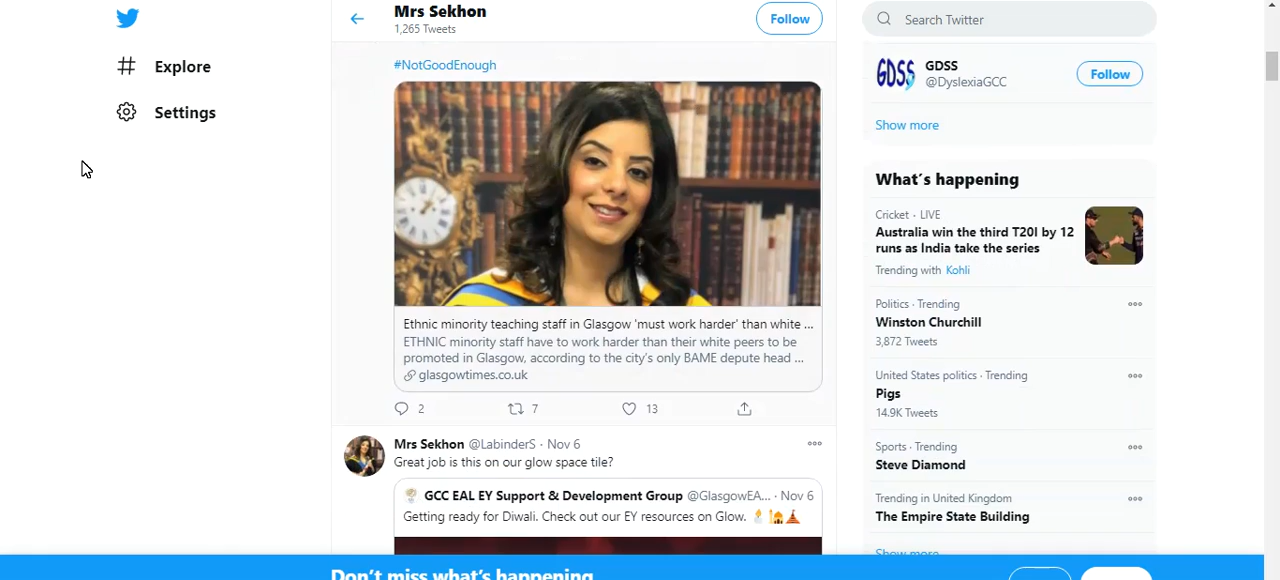 Explore
Settings
Mrs Sekhon
1,265 Tweets
Follow
#NotGoodEnough
Ethnic minority teaching staff in Glasgow 'must work harder' than white ...
ETHNIC minority staff have to work harder than their white peers to be
promoted in Glasgow, according to the city's only BAME depute head ...
glasgowtimes.co.uk
2
7
13
Mrs Sekhon @LabinderS · Nov 6
Great job is this on our glow space tile?
GCC EAL EY Support & Development Group @GlasgowEA... · Nov 6
Getting ready for Diwali. Check out our EY resources on Glow.
Search Twitter
GDSS
GDSS
@DyslexiaGCC
Follow
Show more
What's happening
Cricket · LIVE
Australia win the third T20I by 12
runs as India take the series
Trending with Kohli
Politics · Trending
Winston Churchill
3,872 Tweets
United States politics · Trending
Pigs
14.9K Tweets
Sports · Trending
Steve Diamond
Trending in United Kingdom
The Empire State Building
Show more
Don't miss what's happening